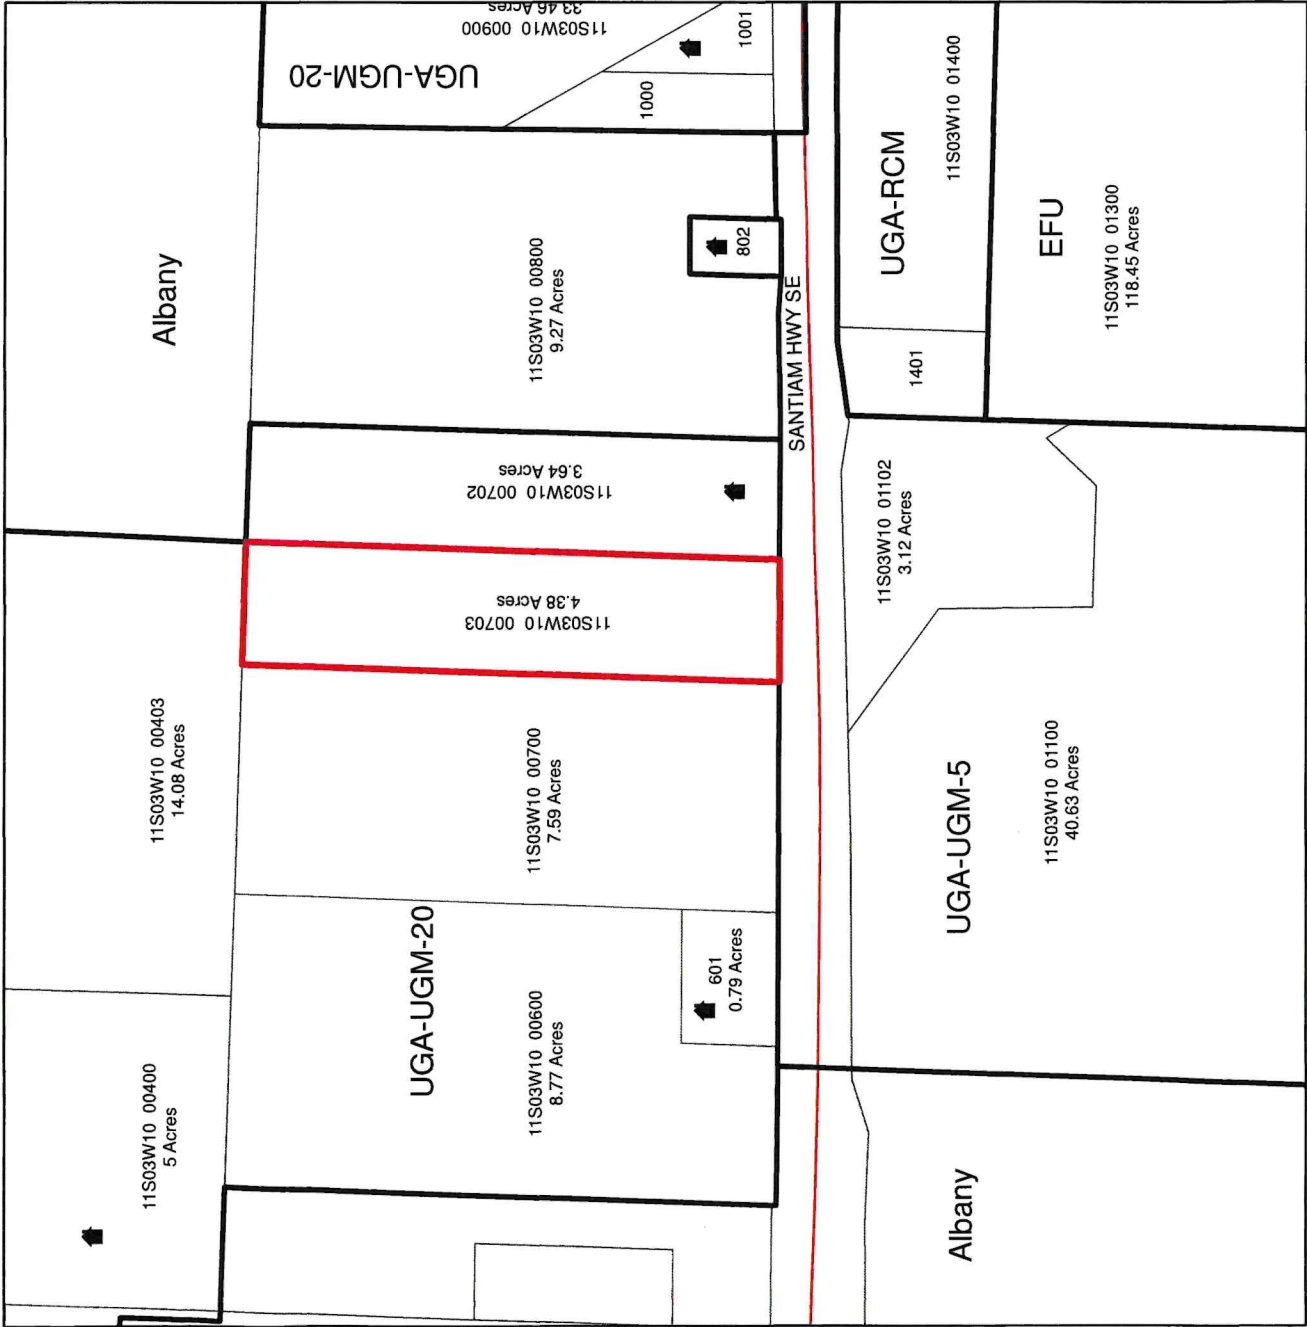 11S03W10 00900
33.46 Acres
UGA-UGM-20
1001
1000
Albany
11S03W10 00800
9.27 Acres
802
SANTIAM HWY SE
UGA-RCM
11S03W10 01400
1401
EFU
11S03W10 01300
118.45 Acres
11S03W10 00702
3.64 Acres
11S03W10 00703
4.38 Acres
11S03W10 01102
3.12 Acres
11S03W10 00403
14.08 Acres
11S03W10 00700
7.59 Acres
UGA-UGM-5
11S03W10 01100
40.63 Acres
UGA-UGM-20
601
0.79 Acres
11S03W10 00600
8.77 Acres
11S03W10 00400
5 Acres
Albany